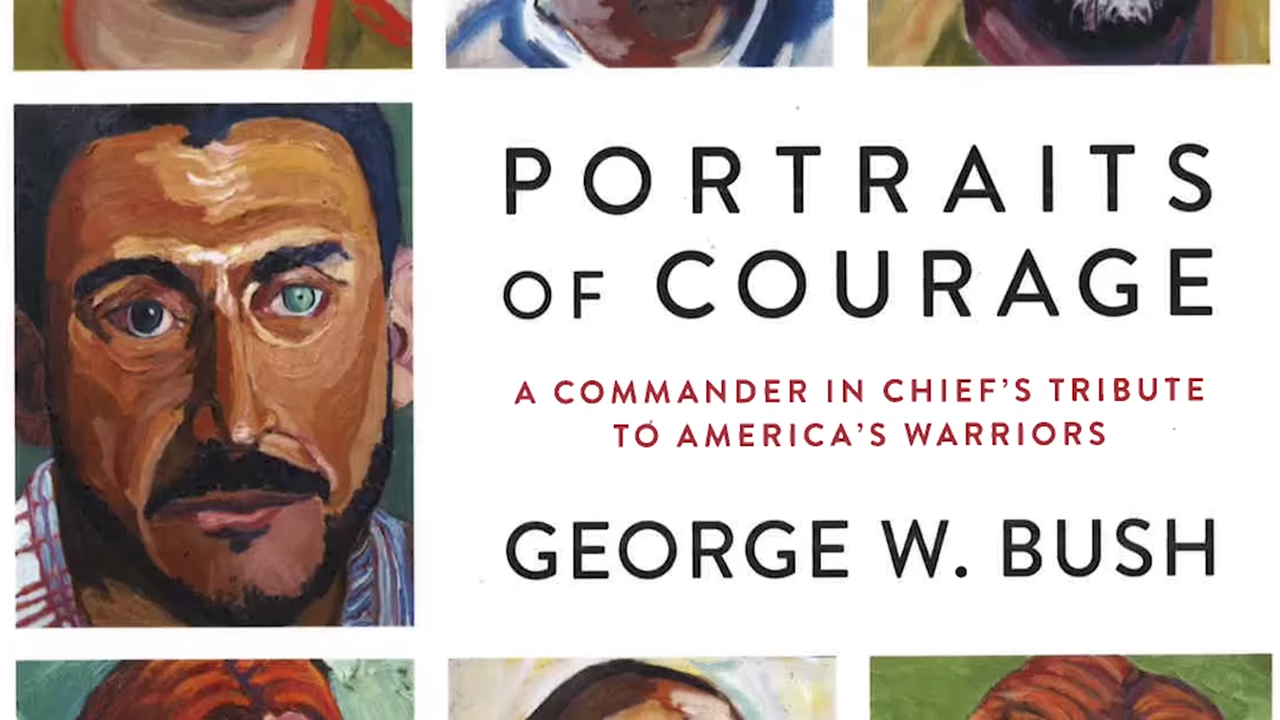 PORTRAITS
OF COURAGE
A COMMANDER IN CHIEF'S TRIBUTE
TO AMERICA'S WARRIORS
GEORGE W. BUSH